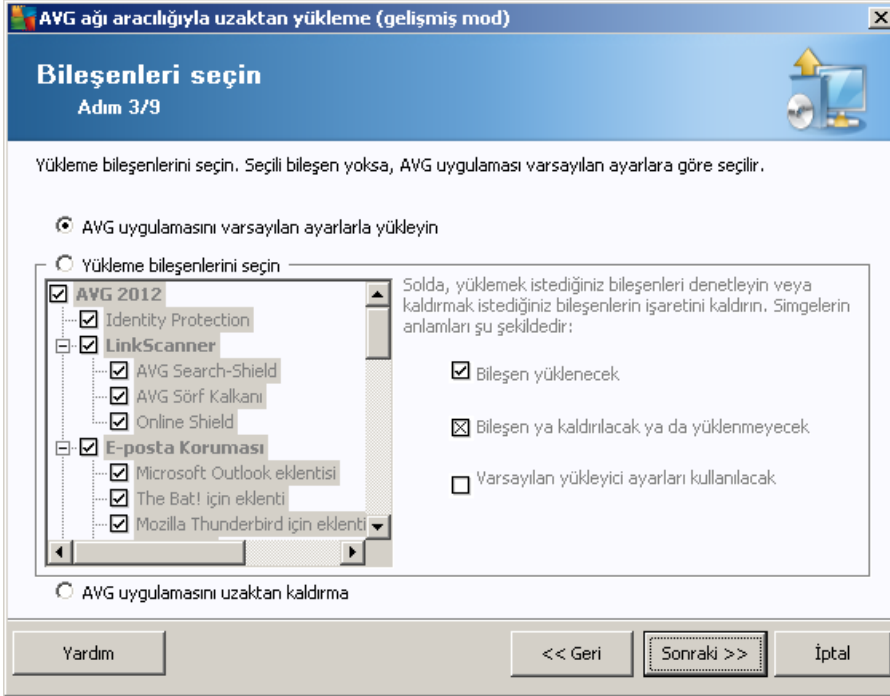 AVG ağı aracılığıyla uzaktan yükleme (gelişmiş mod)
Bileşenleri seçin
Adım 3/9
Yükleme bileşenlerini seçin. Seçili bileşen yoksa, AVG uygulaması varsayılan ayarlara göre seçilir.
AVG uygulamasını varsayılan ayarlarla yükleyin
Yükleme bileşenlerini seçin
AVG 2012
Identity Protection
LinkScanner
AVG Search-Shield
AVG Sörf Kalkanı
Online Shield
E-posta Koruması
Microsoft Outlook eklentisi
The Bat! için eklenti
Mozilla Thunderbird için eklenti
Solda, yüklemek istediğiniz bileşenleri denetleyin veya
kaldırmak istediğiniz bileşenlerin işaretini kaldırın. Simgelerin
anlamları şu şekildedir:
Bileşen yüklenecek
Bileşen ya kaldırılacak ya da yüklenmeyecek
Varsayılan yükleyici ayarları kullanılacak
AVG uygulamasını uzaktan kaldırma
Yardım
<< Geri
Sonraki >>
İptal